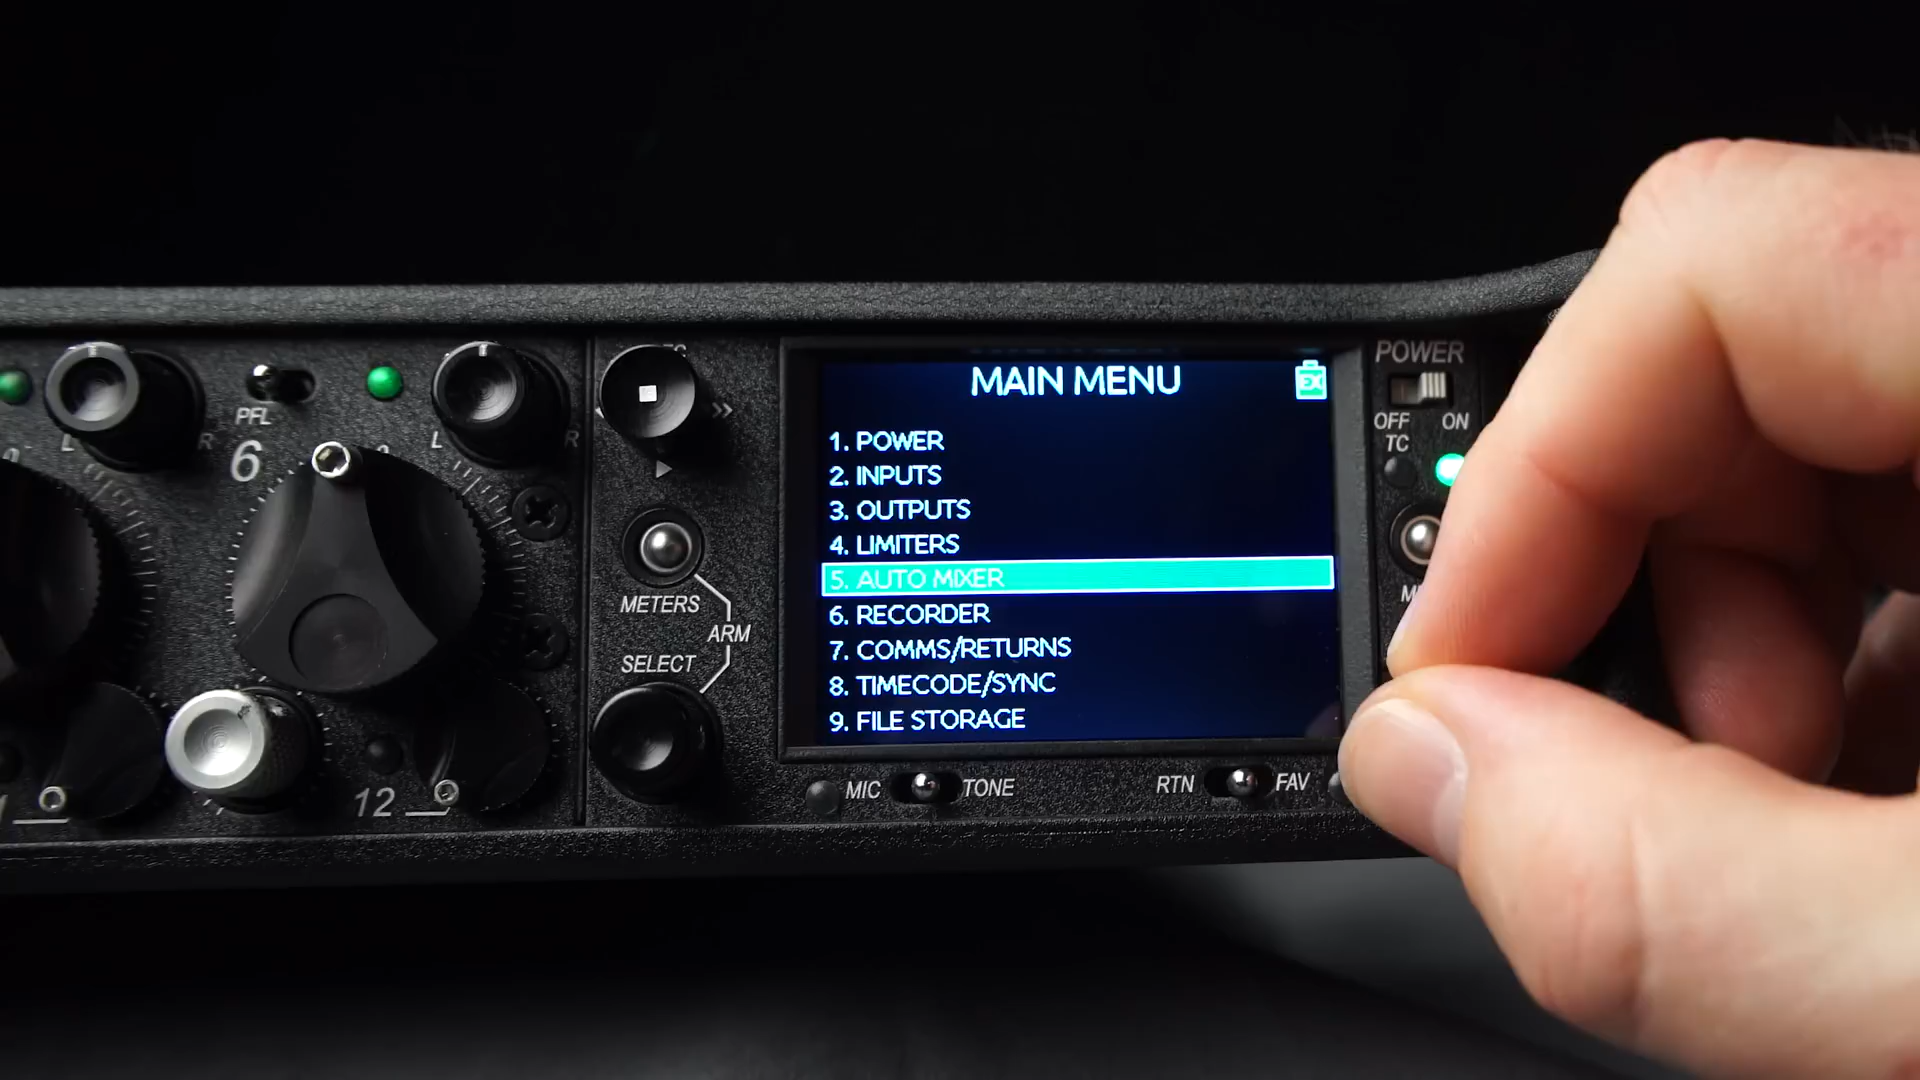 MAIN MENU
EX
1. POWER
2. INPUTS
3. OUTPUTS
4. LIMITERS
5. AUTO MIXER
6. RECORDER
7. COMMS/RETURNS
8. TIMECODE/SYNC
9. FILE STORAGE
POWER
OFF ON
TC
PFL
L R
6
L R
METERS
ARM
SELECT
12
MIC TONE
RTN FAV